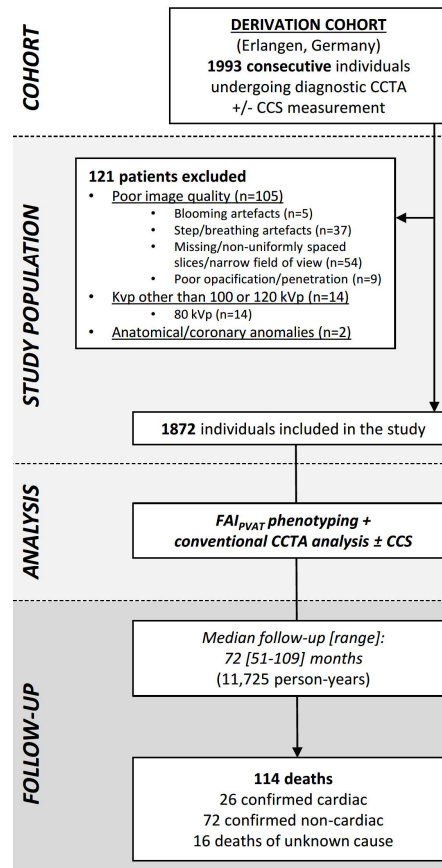 COHORT
DERIVATION COHORT
(Erlangen, Germany)
1993 consecutive individuals
undergoing diagnostic CCTA
+/- CCS measurement
STUDY POPULATION
121 patients excluded
• Poor image quality (n=105)
• Blooming artefacts (n=5)
• Step/breathing artefacts (n=37)
• Missing/non-uniformly spaced
slices/narrow field of view (n=54)
• Poor opacification/penetration (n=9)
• Kvp other than 100 or 120 kVp (n=14)
• 80 kVp (n=14)
• Anatomical/coronary anomalies (n=2)
1872 individuals included in the study
ANALYSIS
FAIPVAT phenotyping +
conventional CCTA analysis ± CCS
FOLLOW-UP
Median follow-up [range]:
72 [51-109] months
(11,725 person-years)
114 deaths
26 confirmed cardiac
72 confirmed non-cardiac
16 deaths of unknown cause